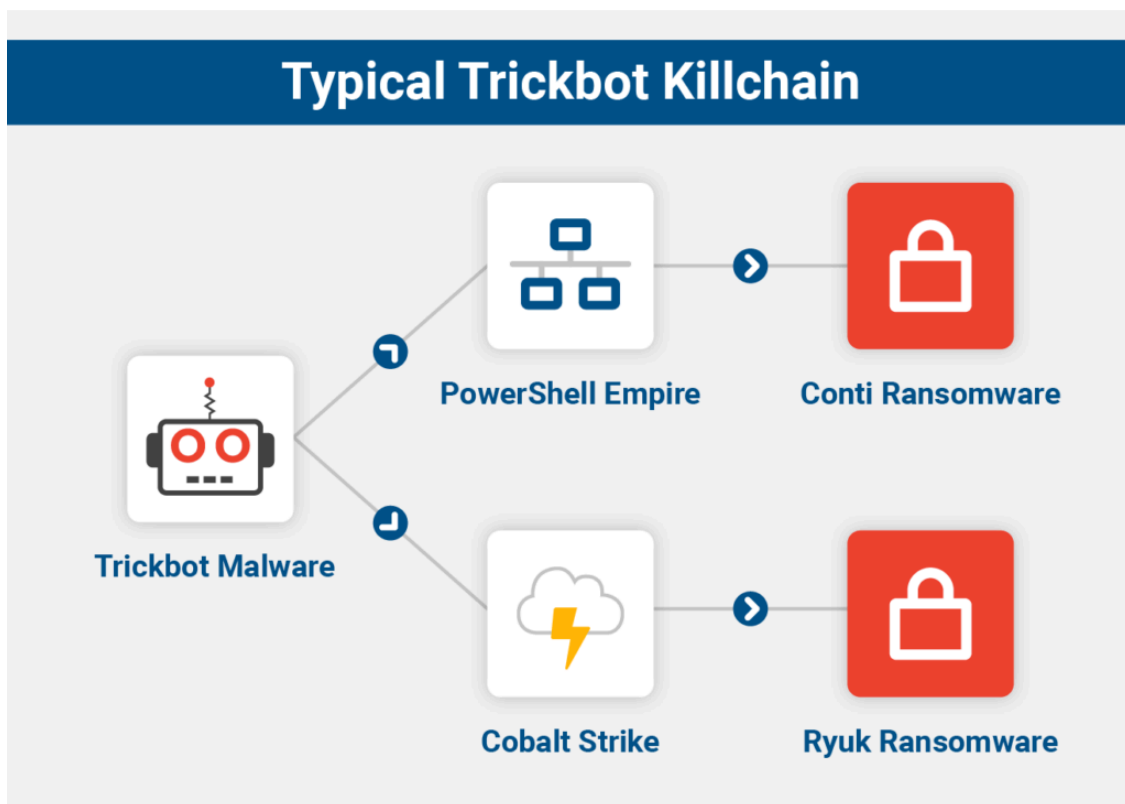 Typical Trickbot Killchain
PowerShell Empire
Conti Ransomware
Trickbot Malware
Cobalt Strike
Ryuk Ransomware